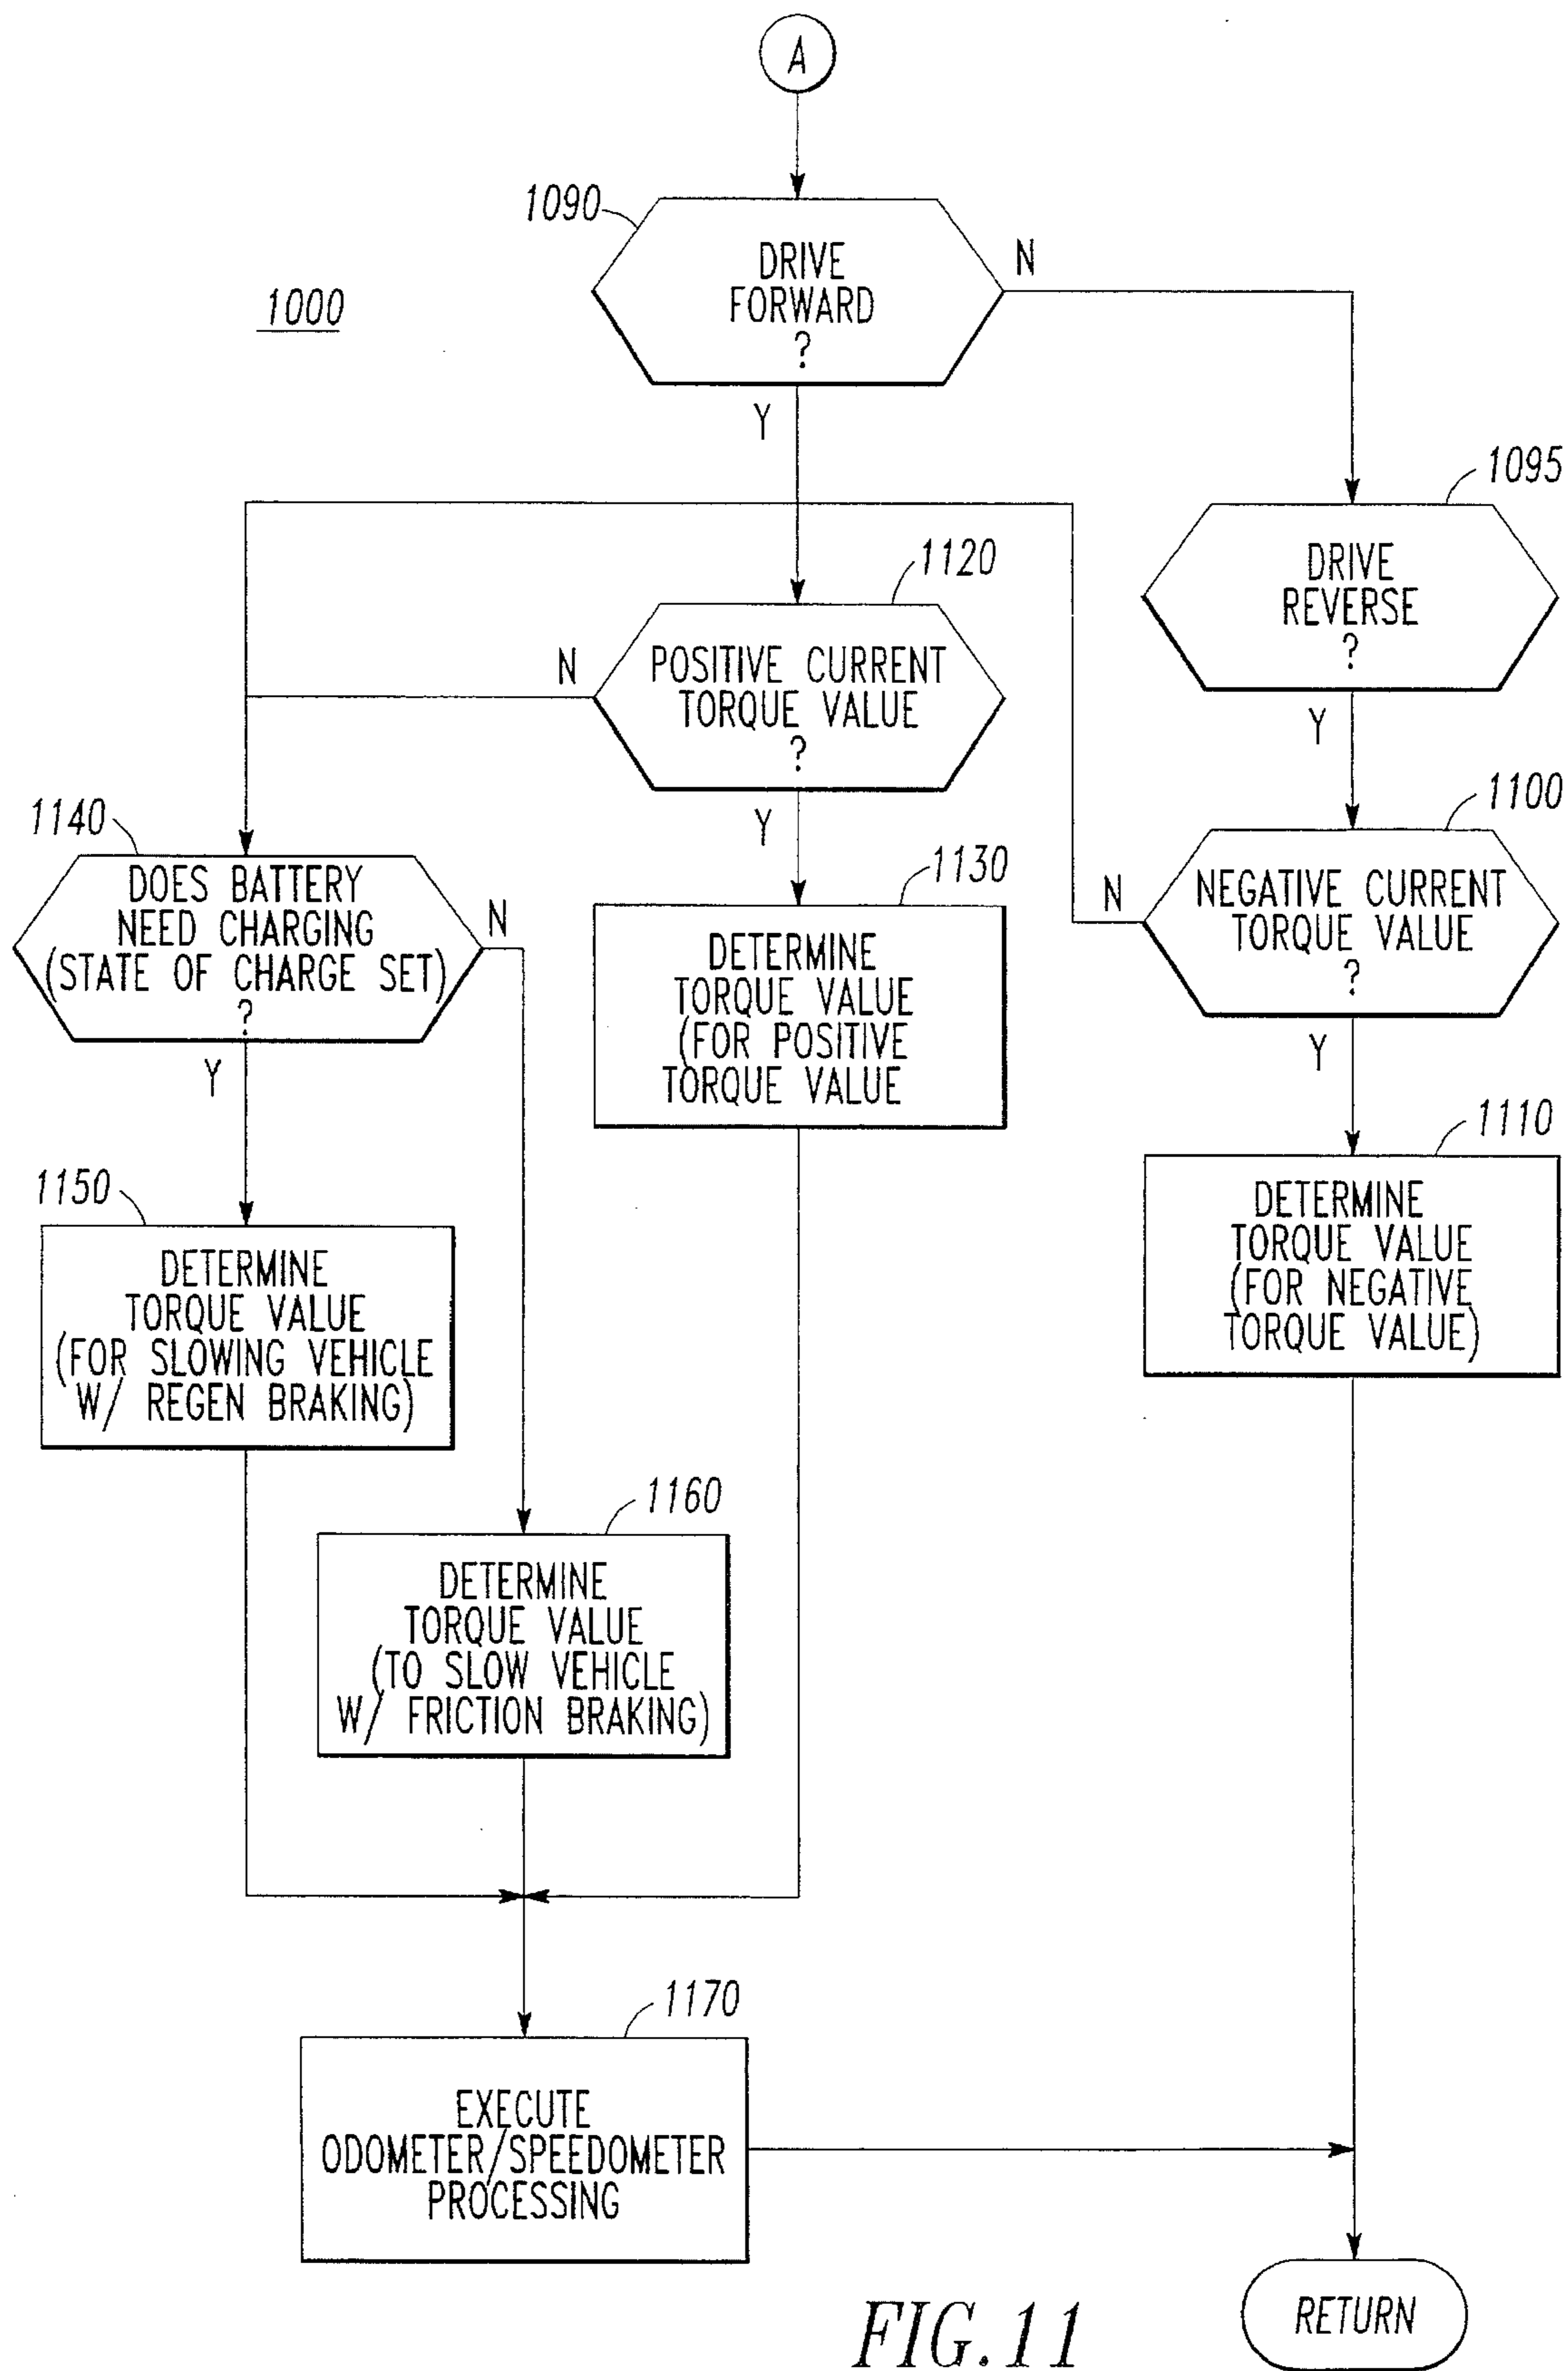 A
1090
DRIVE
FORWARD
?
N
1000
Y
1095
DRIVE
REVERSE
?
1120
N
POSITIVE CURRENT
TORQUE VALUE
?
Y
Y
1100
NEGATIVE CURRENT
TORQUE VALUE
?
N
Y
1140
DOES BATTERY
NEED CHARGING
(STATE OF CHARGE SET)
?
N
Y
1130
DETERMINE
TORQUE VALUE
(FOR POSITIVE
TORQUE VALUE
1110
DETERMINE
TORQUE VALUE
(FOR NEGATIVE
TORQUE VALUE)
1150
DETERMINE
TORQUE VALUE
(FOR SLOWING VEHICLE
W/ REGEN BRAKING)
1160
DETERMINE
TORQUE VALUE
(TO SLOW VEHICLE
W/ FRICTION BRAKING)
1170
EXECUTE
ODOMETER/SPEEDOMETER
PROCESSING
RETURN
FIG.11